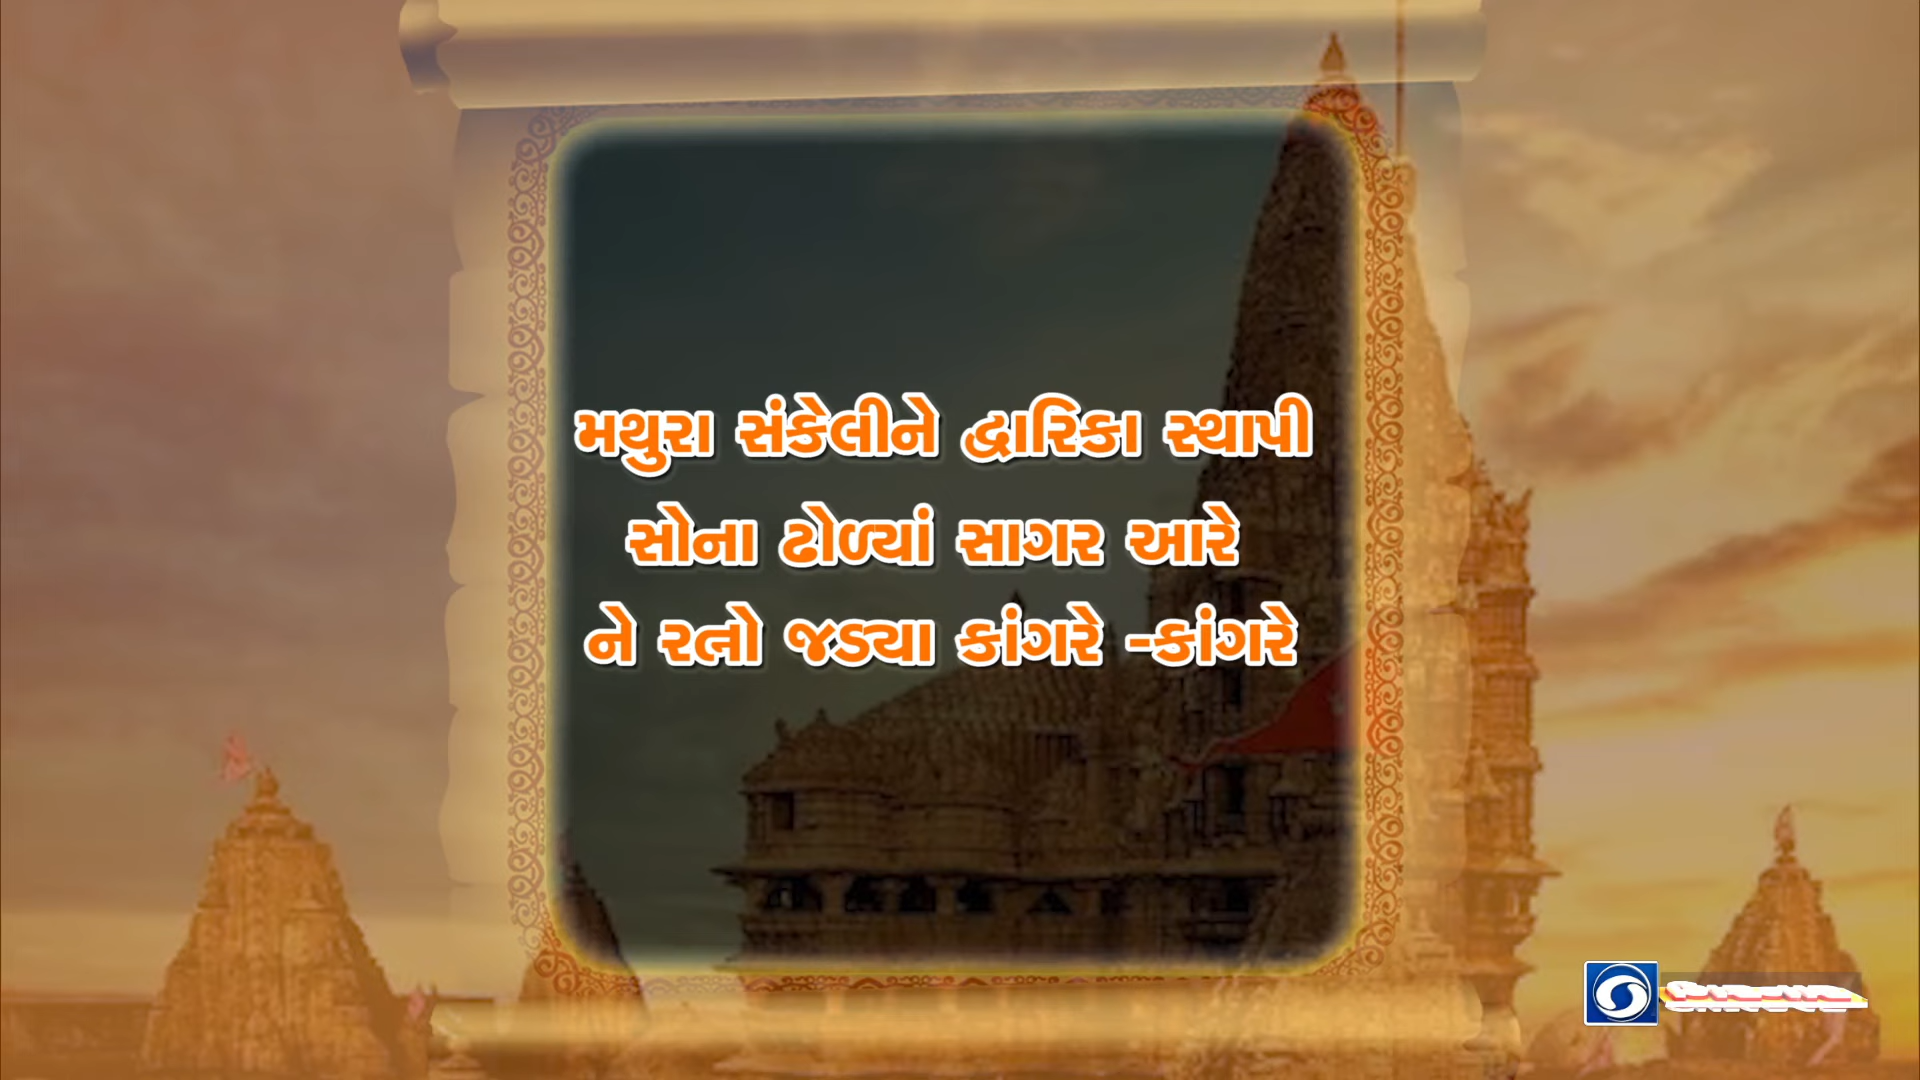 મથુરા સંકેલીને દ્વારિકા સ્થાપી
સોના ઢોળ્યાં સાગર આરે
ને રત્નો જડ્યા કાંગરે -કાંગરે